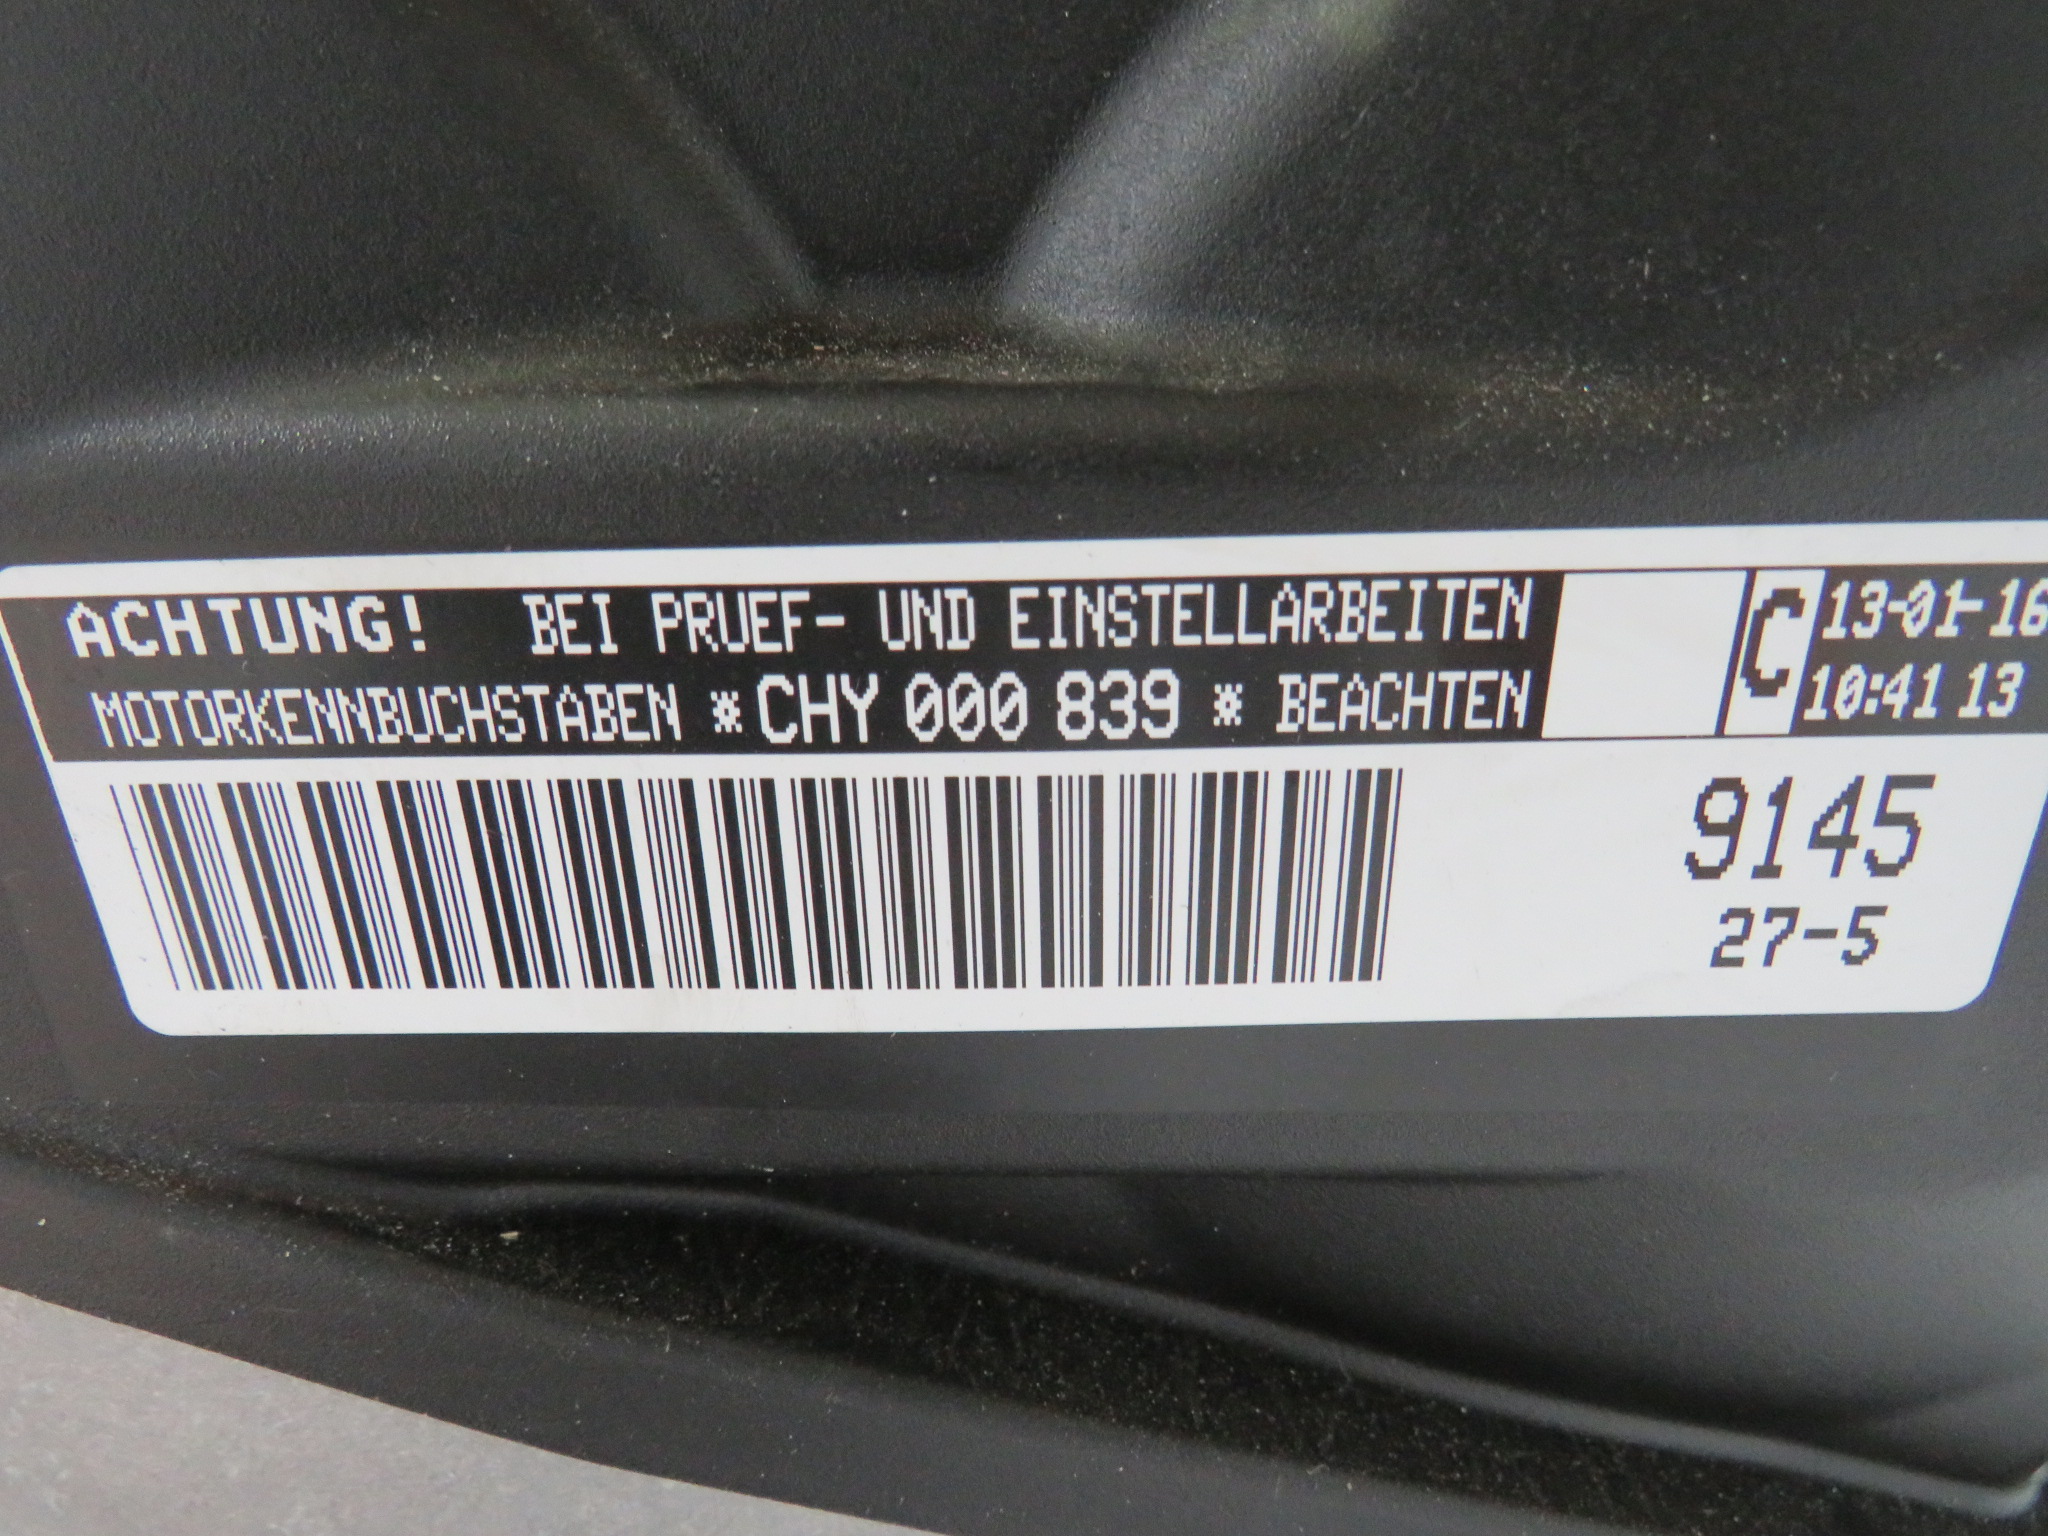 ACHTUNG! BEI PRUEF- UND EINSTELLARBEITEN
MOTORKENNBUCHSTABEN *CHY 000 839 * BEACHTEN
C
13-01-16
10:41 13
9145
27-5